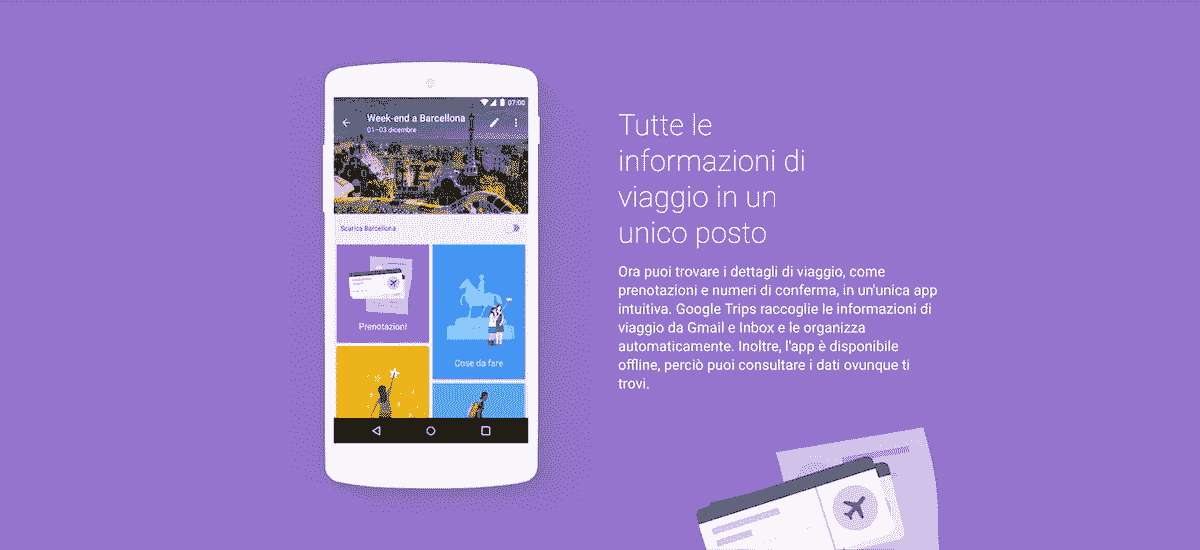 07:00
Week-end a Barcellona
01–03 dicembre
Scarica Barcellona
Prenotazioni
Cose da fare
Tutte le
informazioni di
viaggio in un
unico posto
Ora puoi trovare i dettagli di viaggio, come
prenotazioni e numeri di conferma, in un'unica app
intuitiva. Google Trips raccoglie le informazioni di
viaggio da Gmail e Inbox e le organizza
automaticamente. Inoltre, l'app è disponibile
offline, perciò puoi consultare i dati ovunque ti
trovi.